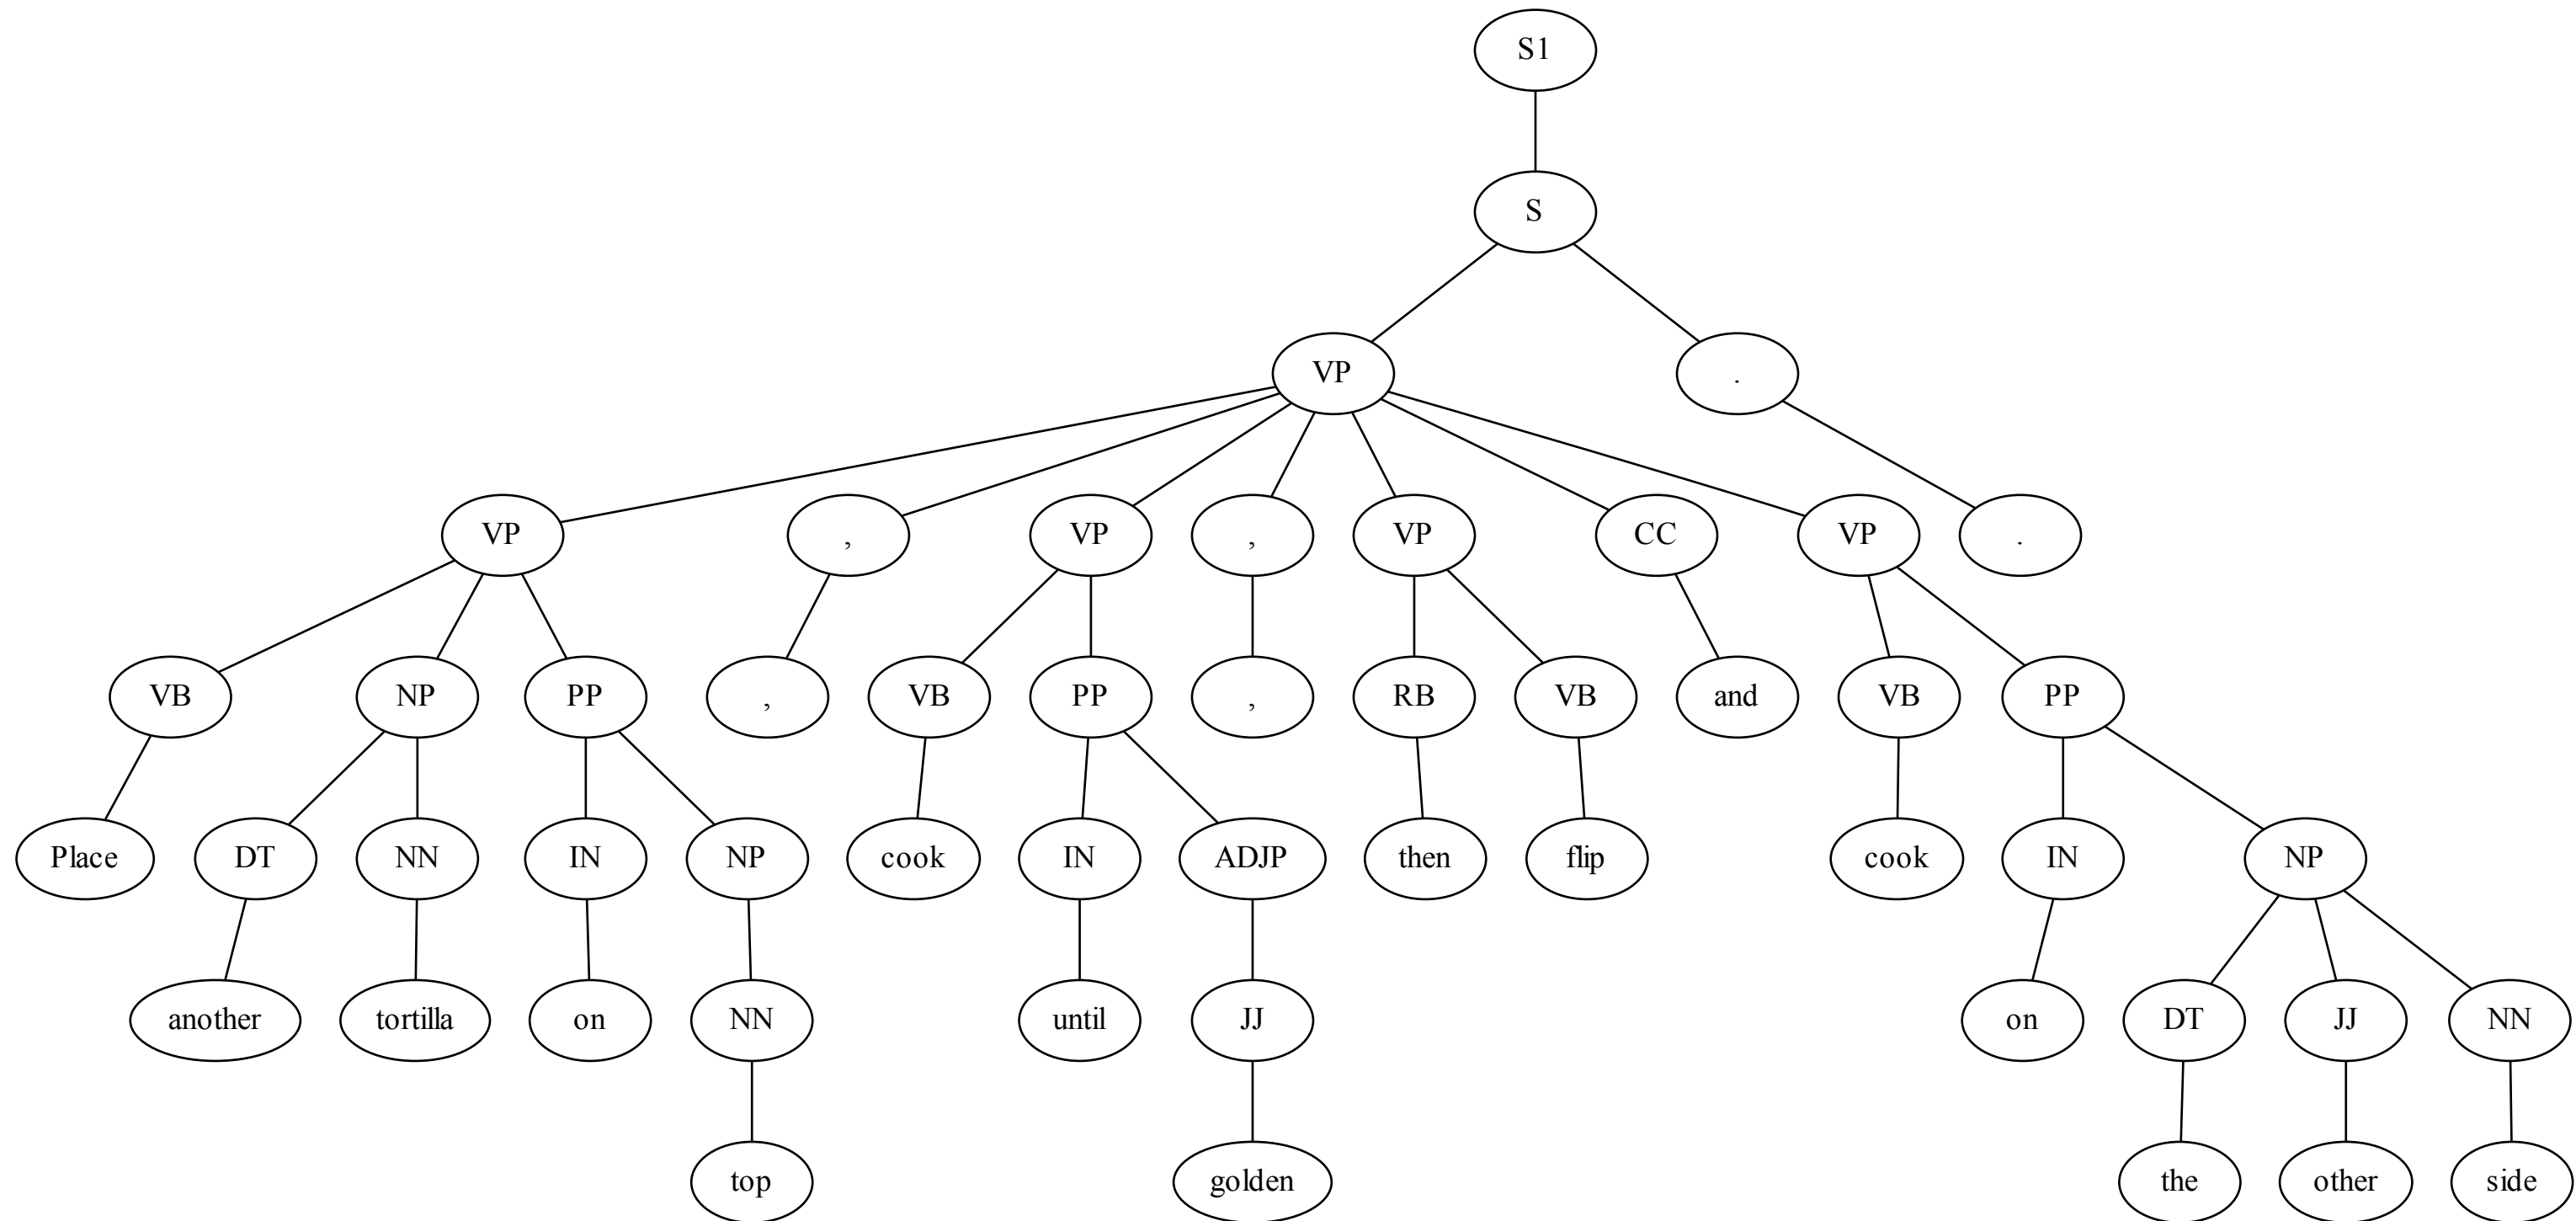 S1
S
VP .
VP , VP , VP CC VP .
VB NP PP , VB PP , RB VB and VB PP
Place DT NN IN NP cook IN ADJP then flip cook IN NP
another tortilla on NN until JJ on DT JJ NN
top golden the other side